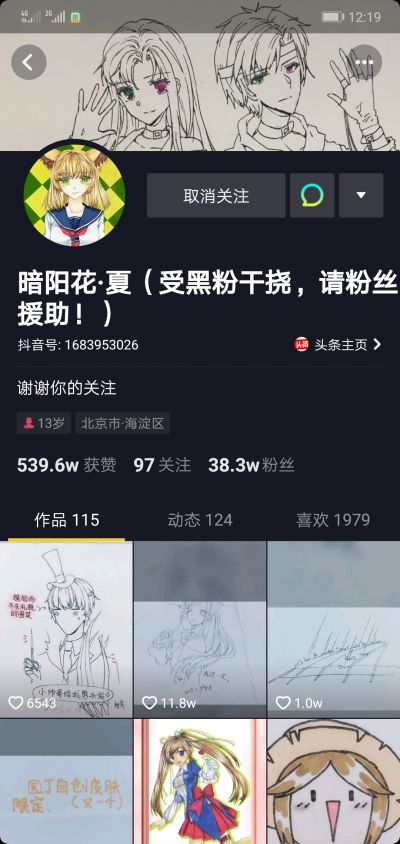 4G 2G 12:19
取消关注
暗阳花·夏（受黑粉干挠，请粉丝
援助！）
抖音号: 1683953026 头条 头条主页
谢谢你的关注
13岁 北京市·海淀区
539.6w 获赞 97 关注 38.3w 粉丝
作品 115 动态 124 喜欢 1979
6543 11.8w 1.0w
园丁自创皮肤
限定.（又一个）